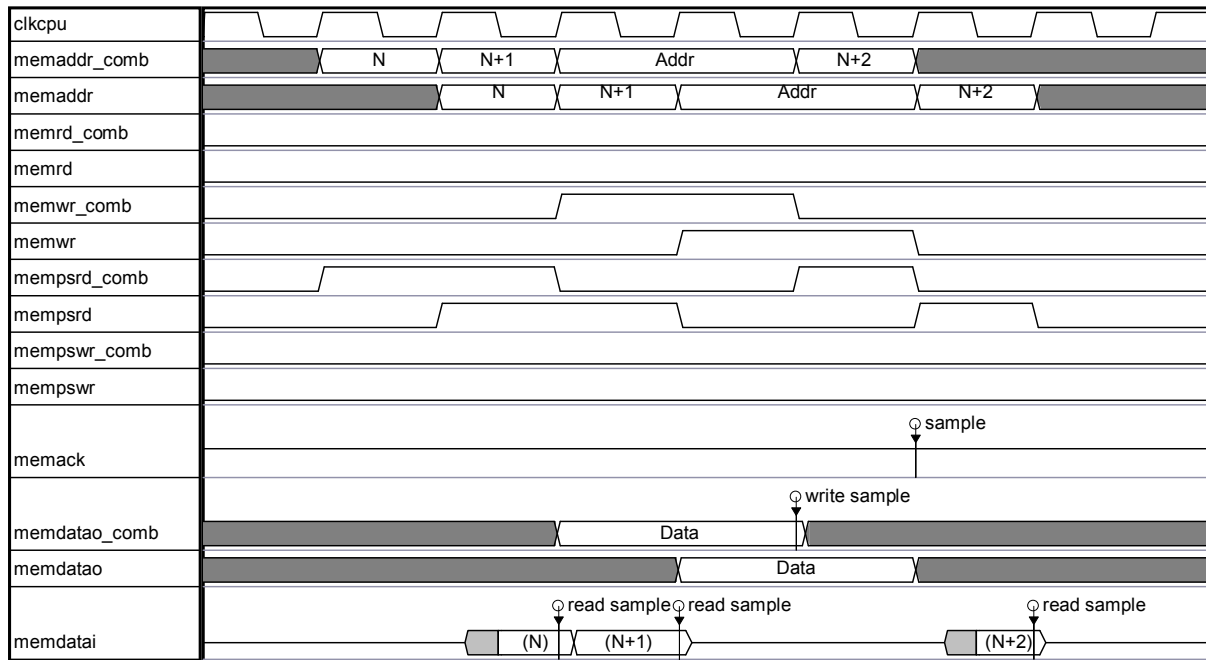 clkcpu
memaddr_comb N N+1 Addr N+2
memaddr N N+1 Addr N+2
memrd_comb
memrd
memwr_comb
memwr
mempsrd_comb
mempsrd
mempswr_comb
mempswr
sample
memack
write sample
memdatao_comb Data
memdatao Data
read sample read sample read sample
memdatai (N) (N+1) (N+2)